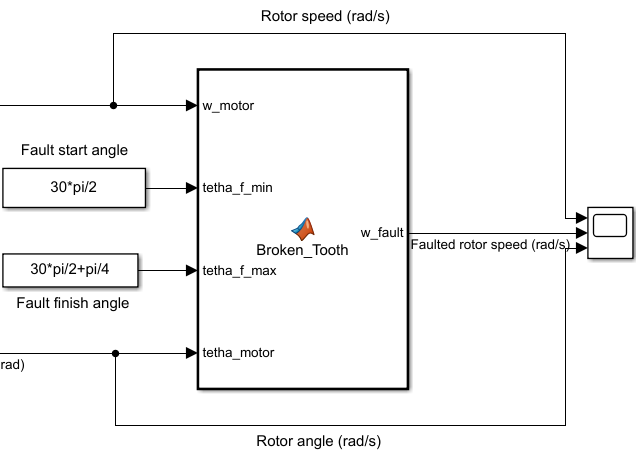 Rotor speed (rad/s)
w_motor
Fault start angle
30*pi/2
tetha_f_min
w_fault
Broken_Tooth
Faulted rotor speed (rad/s)
30*pi/2+pi/4
tetha_f_max
Fault finish angle
tetha_motor
rad)
Rotor angle (rad/s)